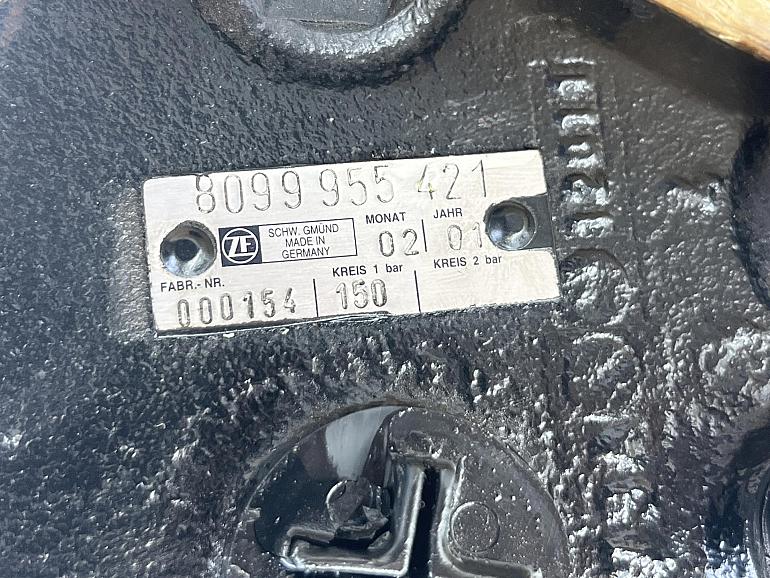 8099 955 421
ZF SCHW. GMÜND
MADE IN
GERMANY
MONAT 02
JAHR 01
FABR.- NR. 000154
KREIS 1 bar 150
KREIS 2 bar